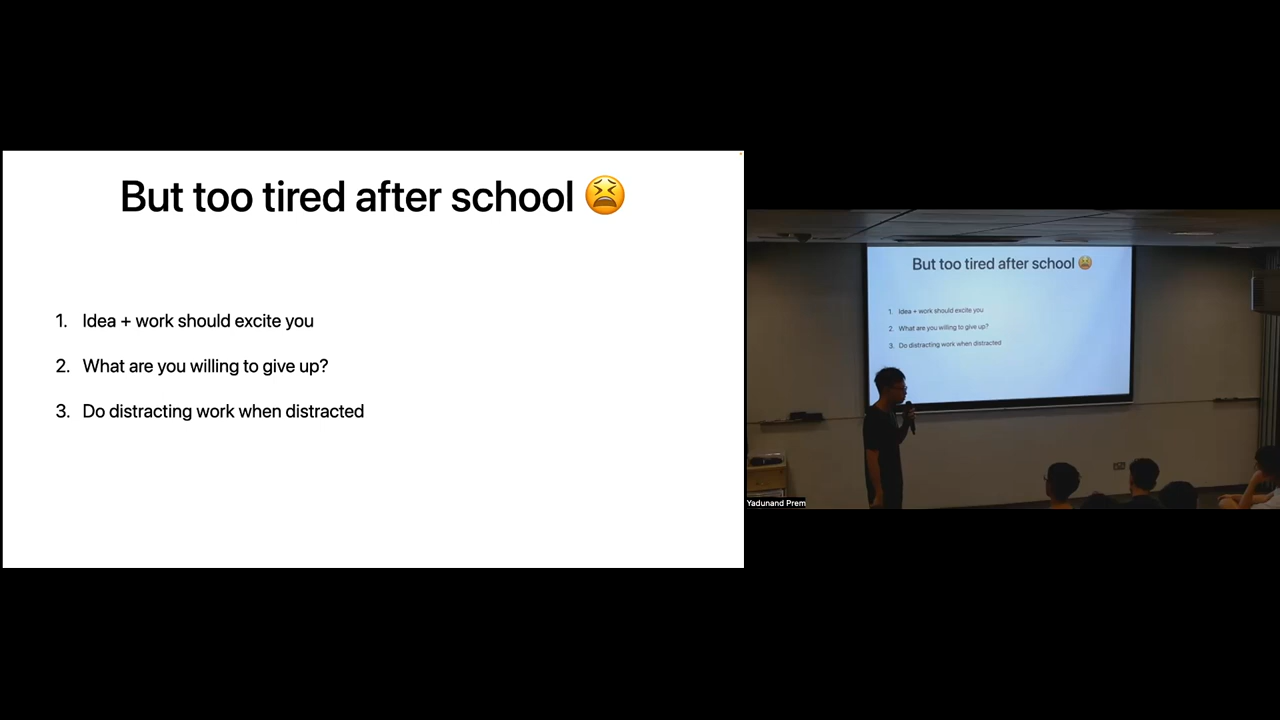 But too tired after school 😫
1. Idea + work should excite you
2. What are you willing to give up?
3. Do distracting work when distracted
But too tired after school 😫
1. Idea + work should excite you
2. What are you willing to give up?
3. Do distracting work when distracted
Yadunand Prem